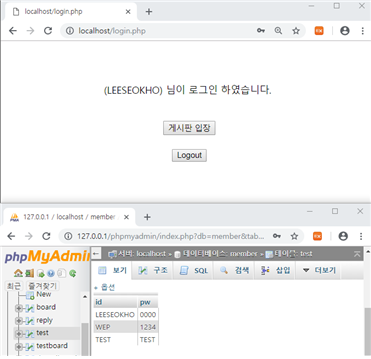 localhost/login.php
localhost/login.php
(LEESEOKHO) 님이 로그인 하였습니다.
게시판 입장
Logout
127.0.0.1 / localhost / member
127.0.0.1/phpmyadmin/index.php?db=member&tab...
phpMyAdmin
서버: localhost » 데이터베이스: member » 테이블: test
보기 구조 SQL 검색 삽입 더보기
최근 즐겨찾기
New
board
reply
test
testboard
+ 옵션
id pw
LEESEOKHO 0000
WEP 1234
TEST TEST